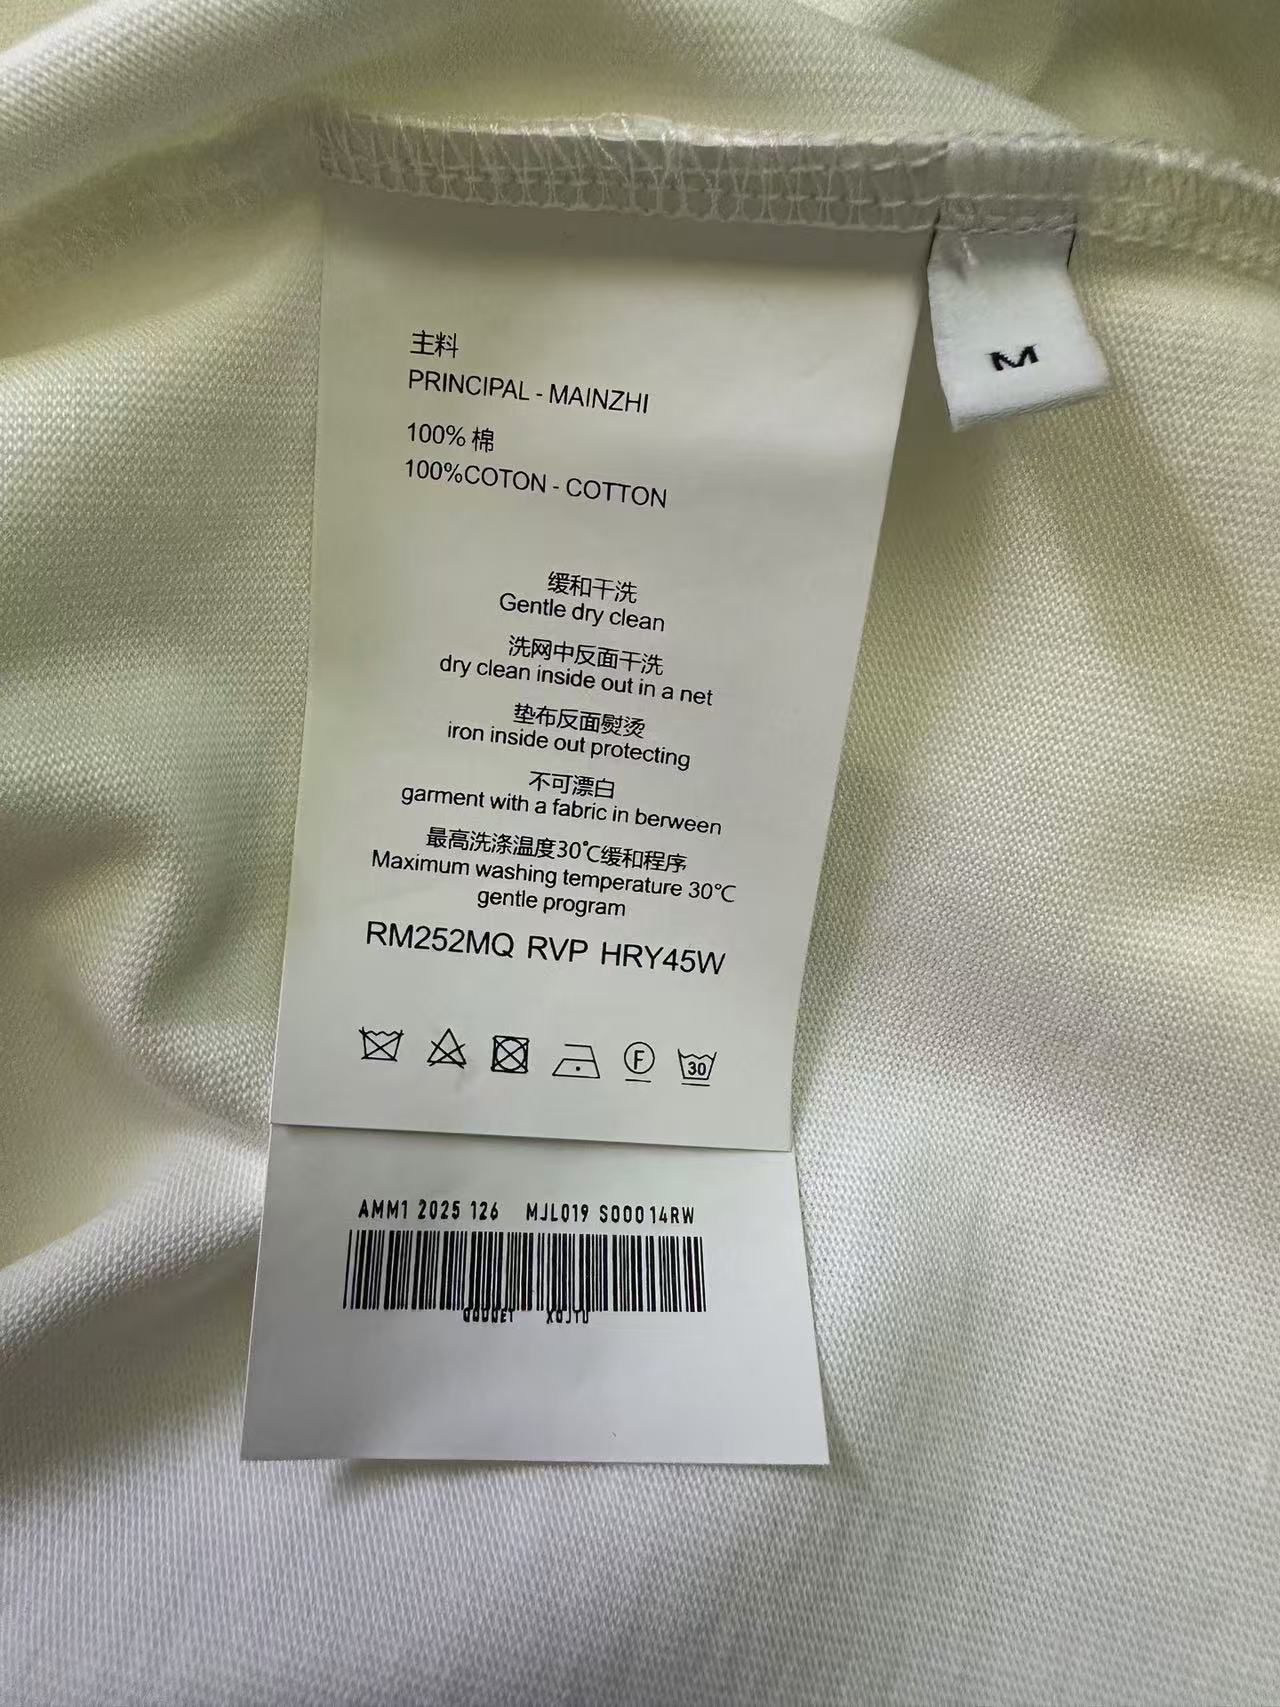 主料
PRINCIPAL - MAINZHI
100% 棉
100%COTON - COTTON
M
缓和干洗
Gentle dry clean
洗网中反面干洗
dry clean inside out in a net
垫布反面熨烫
iron inside out protecting
不可漂白
garment with a fabric in berween
最高洗涤温度30℃缓和程序
Maximum washing temperature 30℃
gentle program
RM252MQ RVP HRY45W
F
30
AMM1 2025 126 MJL019 S00014RW